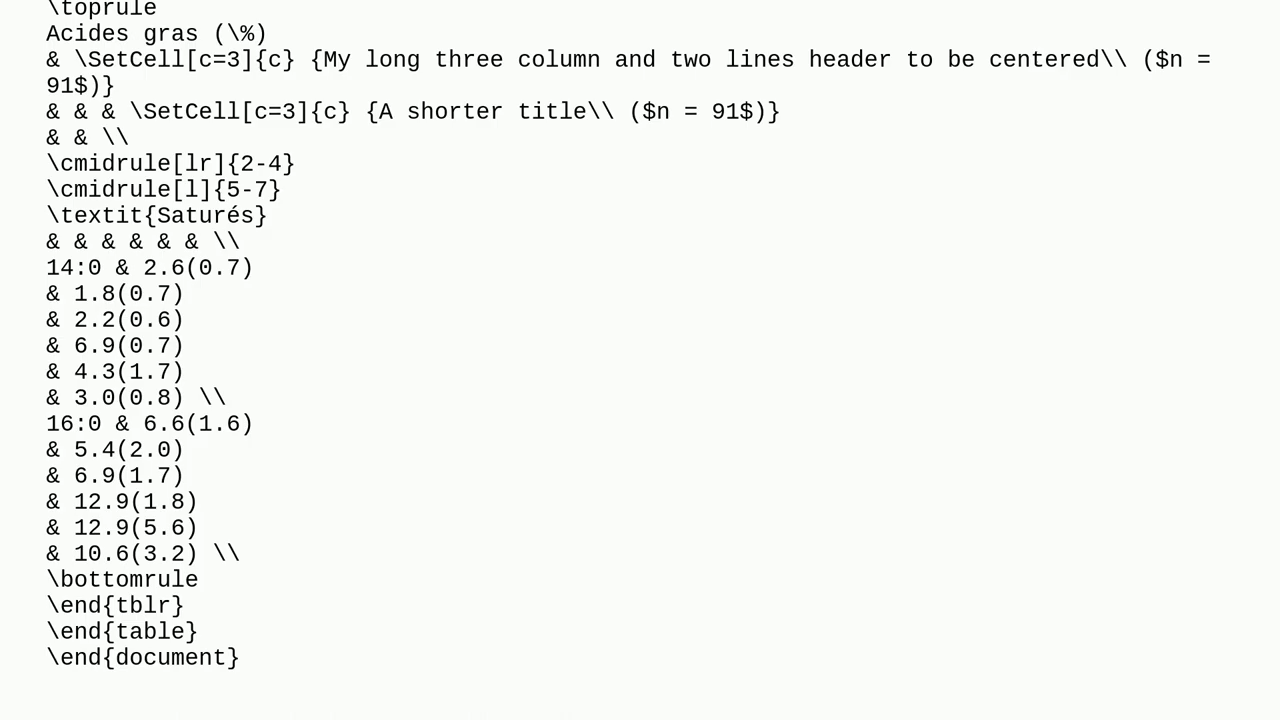 \toprule
Acides gras (\%)
& \SetCell[c=3]{c} {My long three column and two lines header to be centered\\ ($n =
91$)}
& & & \SetCell[c=3]{c} {A shorter title\\ ($n = 91$)}
& & \\
\cmidrule[lr]{2-4}
\cmidrule[l]{5-7}
\textit{Saturés}
& & & & & & \\
14:0 & 2.6(0.7)
& 1.8(0.7)
& 2.2(0.6)
& 6.9(0.7)
& 4.3(1.7)
& 3.0(0.8) \\
16:0 & 6.6(1.6)
& 5.4(2.0)
& 6.9(1.7)
& 12.9(1.8)
& 12.9(5.6)
& 10.6(3.2) \\
\bottomrule
\end{tblr}
\end{table}
\end{document}